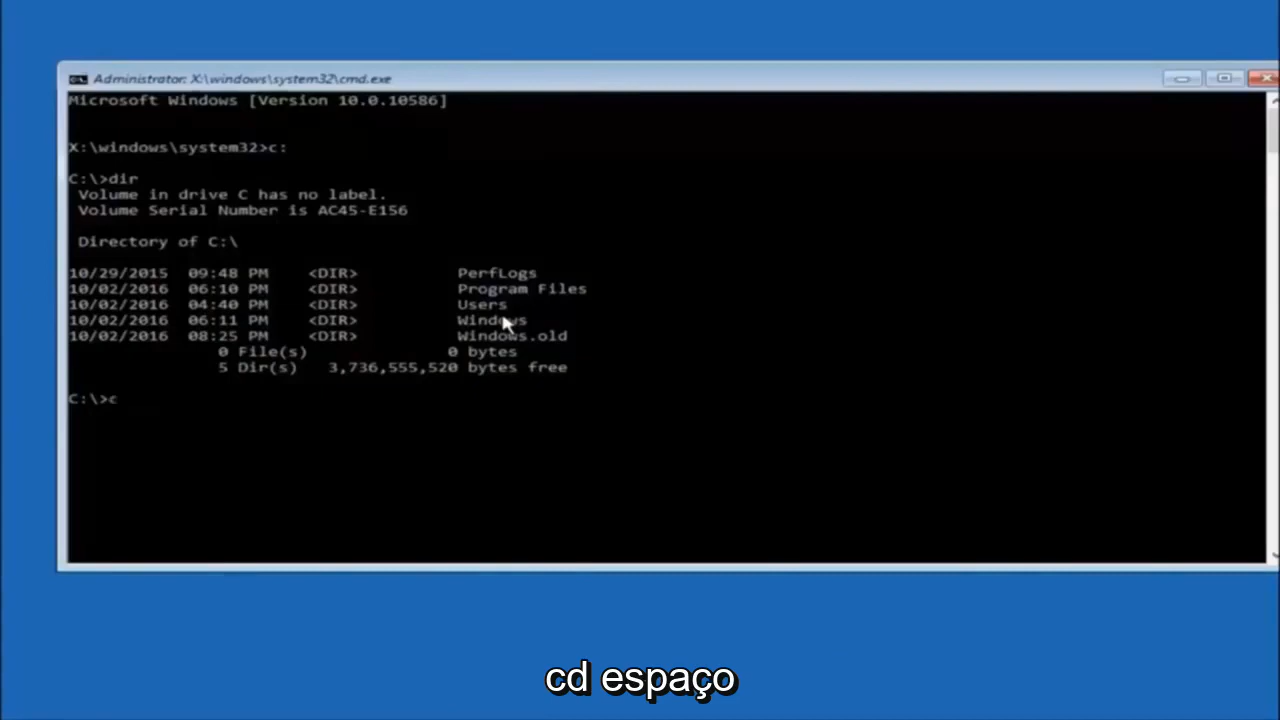 Administrator: X:\windows\system32\cmd.exe
Microsoft Windows [Version 10.0.10586]
X:\windows\system32>c:
C:\>dir
Volume in drive C has no label.
Volume Serial Number is AC45-E156
Directory of C:\
10/29/2015 09:48 PM <DIR> PerfLogs
10/02/2016 06:10 PM <DIR> Program Files
10/02/2016 04:40 PM <DIR> Users
10/02/2016 06:11 PM <DIR> Windows
10/02/2016 08:25 PM <DIR> Windows.old
0 File(s) 0 bytes
5 Dir(s) 3,736,555,520 bytes free
C:\>c
cd espaço